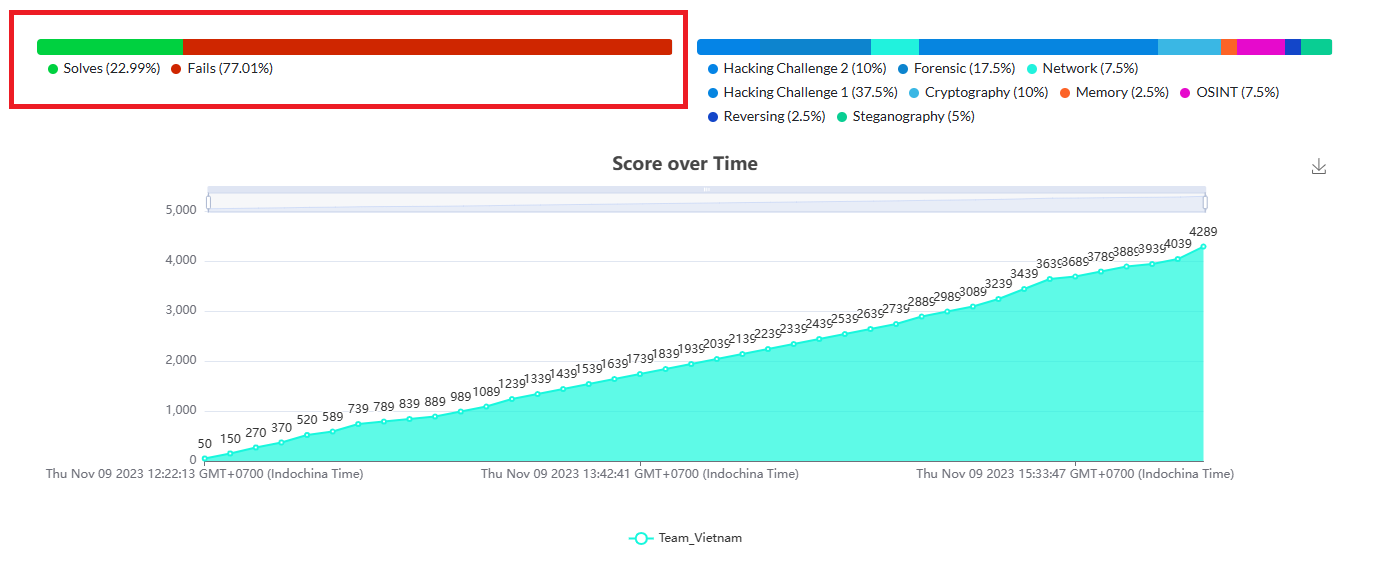 Solves (22.99%) Fails (77.01%)
Hacking Challenge 2 (10%) Forensic (17.5%) Network (7.5%)
Hacking Challenge 1 (37.5%) Cryptography (10%) Memory (2.5%) OSINT (7.5%)
Reversing (2.5%) Steganography (5%)
Score over Time
5,000
4,000
3,000
2,000
1,000
0
50 150 270 370 520 589 739 789 839 889 989 1089 1239 1339 1439 1539 1639 1739 1839 1939 2039 2139 2239 2339 2439 2539 2639 2739 2889 2989 3089 3239 3439 3639 3689 3789 3889 3939 4039 4289
Thu Nov 09 2023 12:22:13 GMT+0700 (Indochina Time) Thu Nov 09 2023 13:42:41 GMT+0700 (Indochina Time) Thu Nov 09 2023 15:33:47 GMT+0700 (Indochina Time)
Team_Vietnam